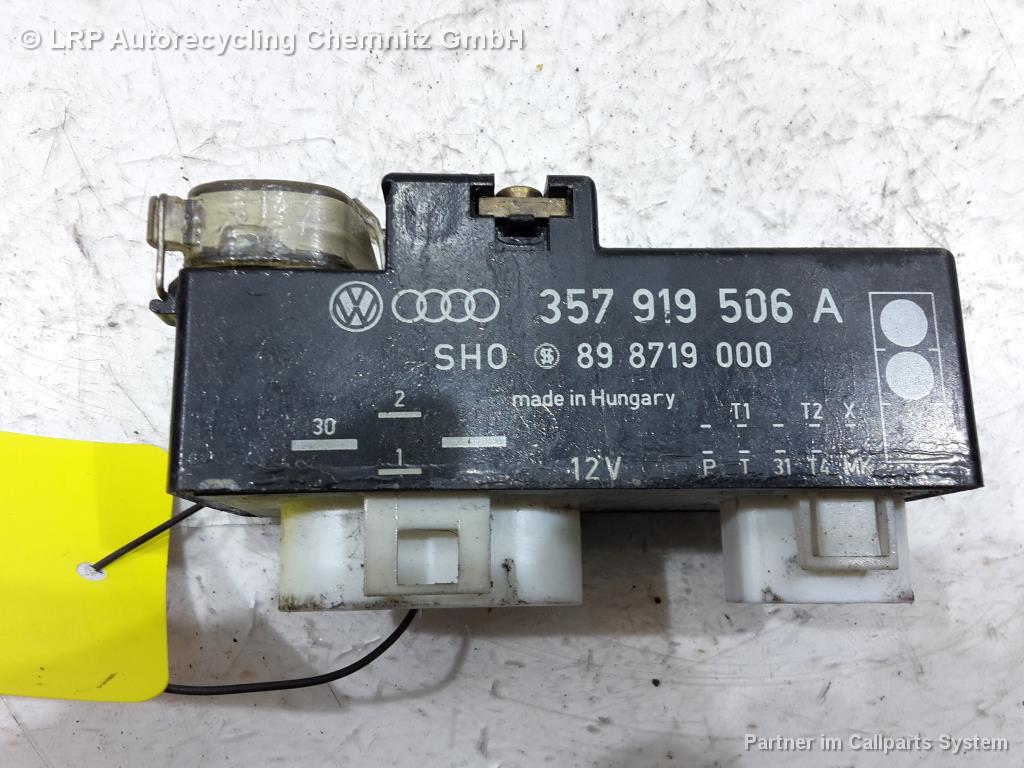 © LRP Autorecycling Chemnitz GmbH
357 919 506 A
SHO 89 8719 000
made in Hungary
2
T1 T2 X
30
1
12V
P T 31 T4 MK
Partner im Callparts System